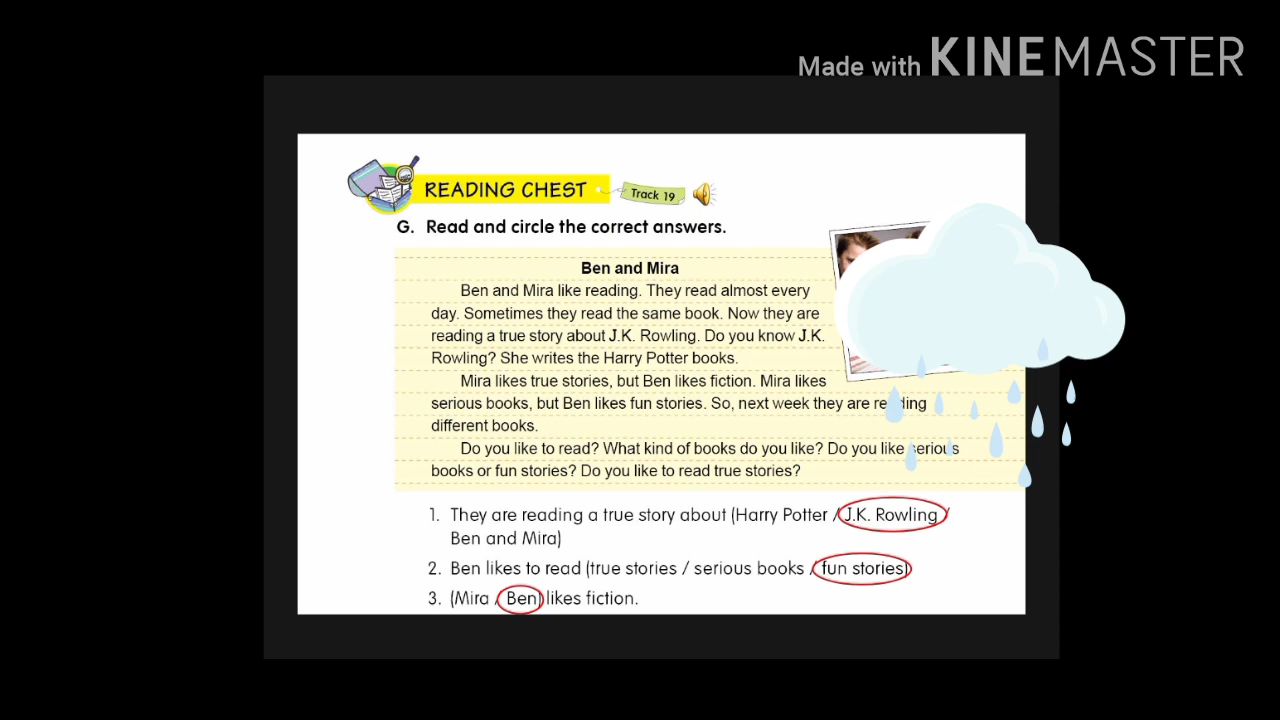 Made with KINEMASTER
READING CHEST Track 19
G. Read and circle the correct answers.
Ben and Mira
Ben and Mira like reading. They read almost every
day. Sometimes they read the same book. Now they are
reading a true story about J.K. Rowling. Do you know J.K.
Rowling? She writes the Harry Potter books.
Mira likes true stories, but Ben likes fiction. Mira likes
serious books, but Ben likes fun stories. So, next week they are reading
different books.
Do you like to read? What kind of books do you like? Do you like serious
books or fun stories? Do you like to read true stories?
1. They are reading a true story about (Harry Potter / J.K. Rowling /
Ben and Mira)
2. Ben likes to read (true stories / serious books / fun stories)
3. (Mira / Ben) likes fiction.